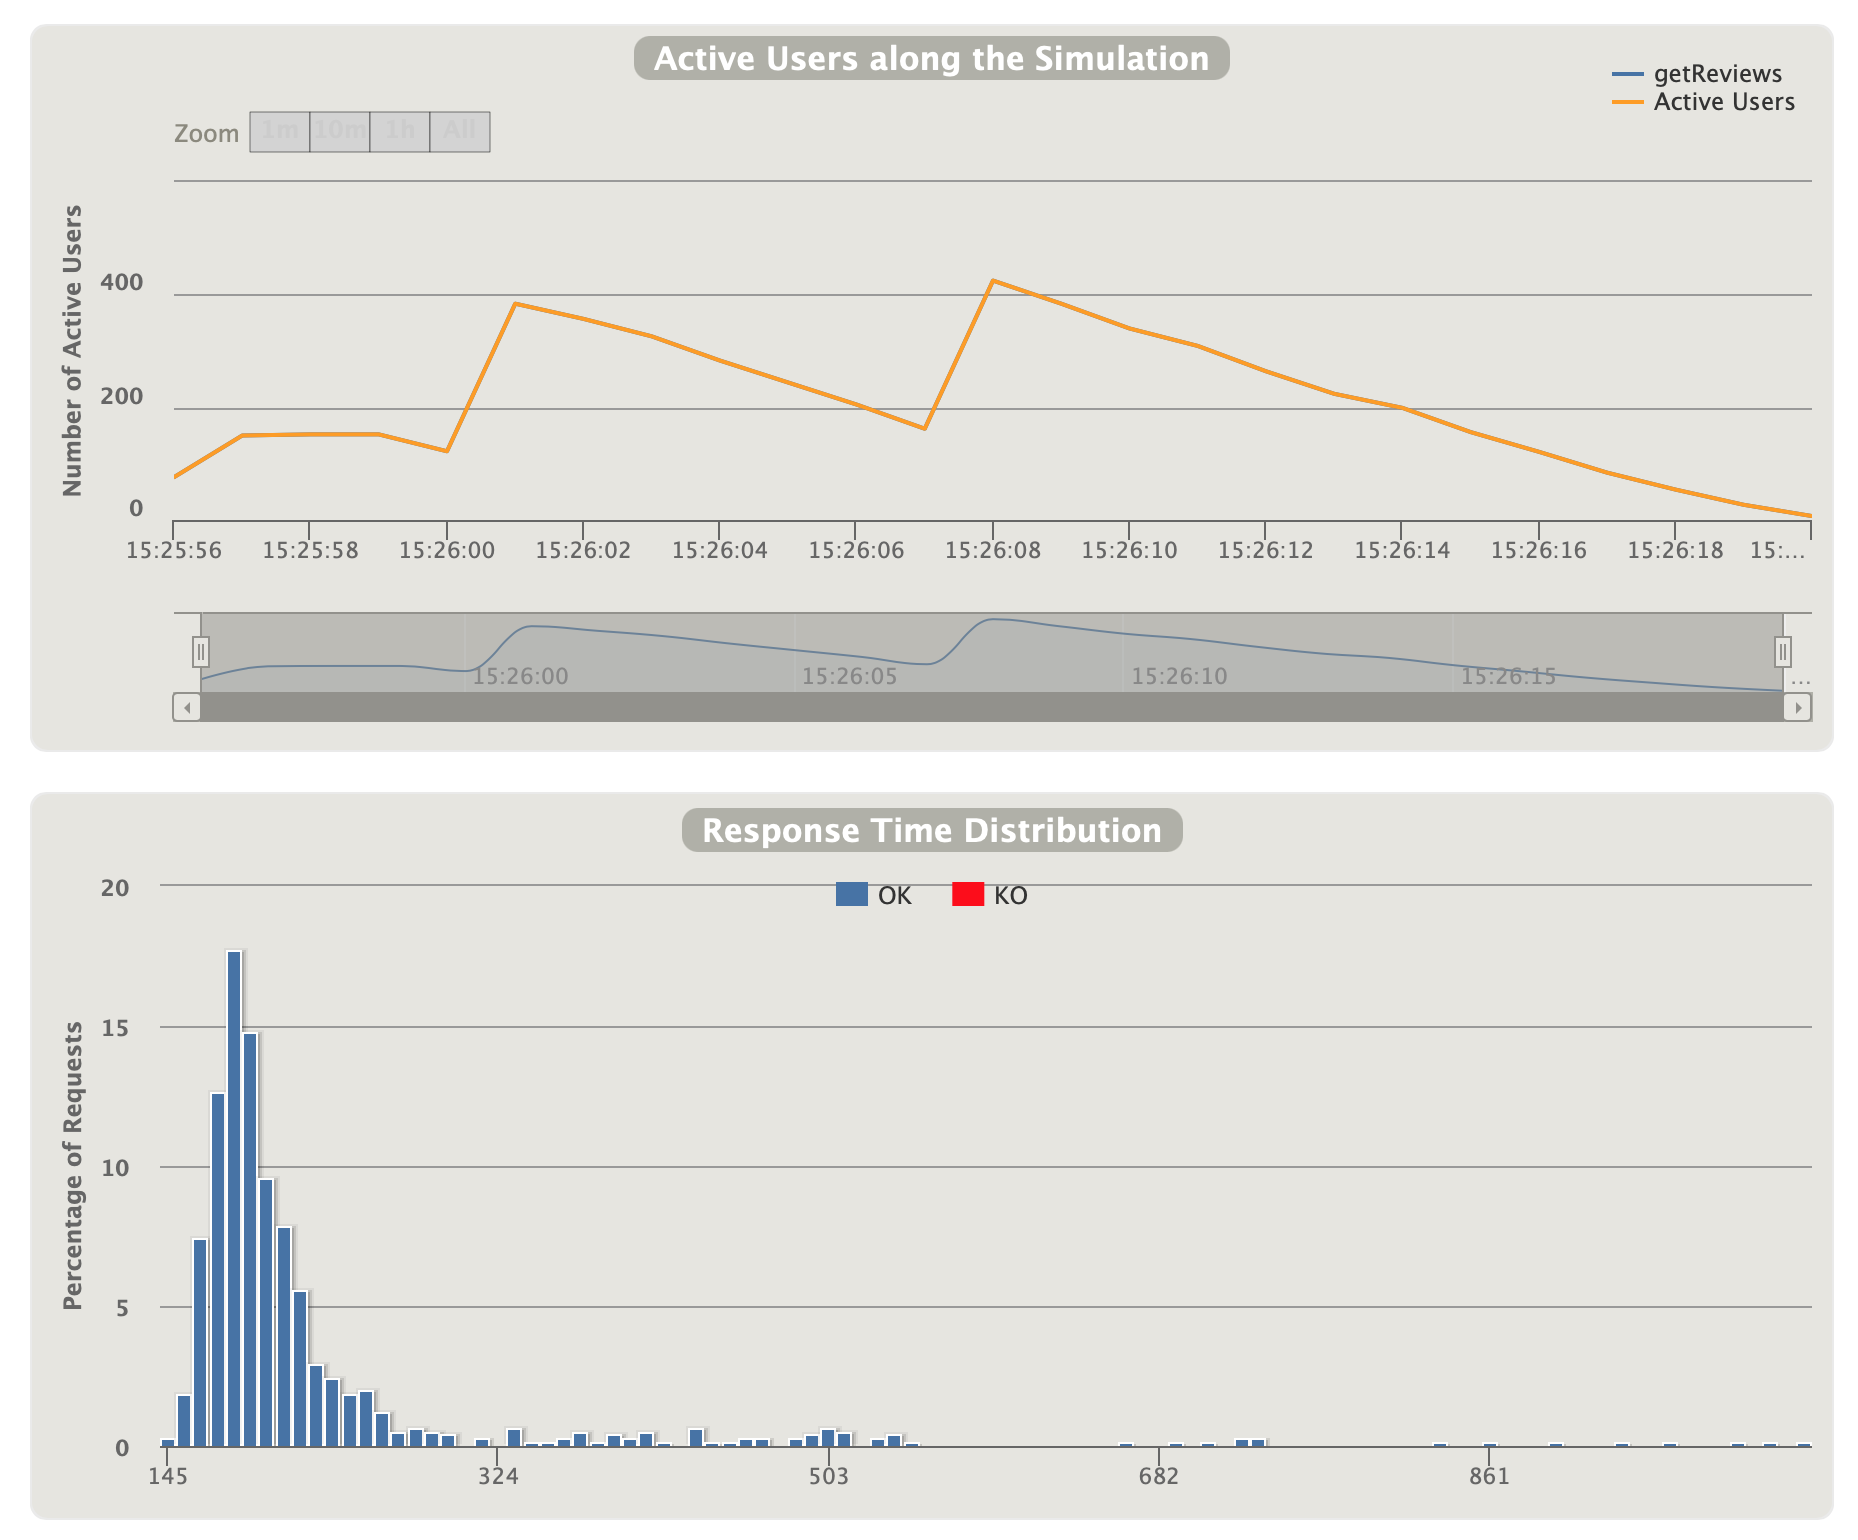 Active Users along the Simulation
getReviews
Active Users
Zoom 1m 10m 1h All
Number of Active Users
400
200
0
15:25:56 15:25:58 15:26:00 15:26:02 15:26:04 15:26:06 15:26:08 15:26:10 15:26:12 15:26:14 15:26:16 15:26:18 15:...
15:26:00 15:26:05 15:26:10 15:26:15 ...
Response Time Distribution
OK KO
Percentage of Requests
20
15
10
5
0
145 324 503 682 861